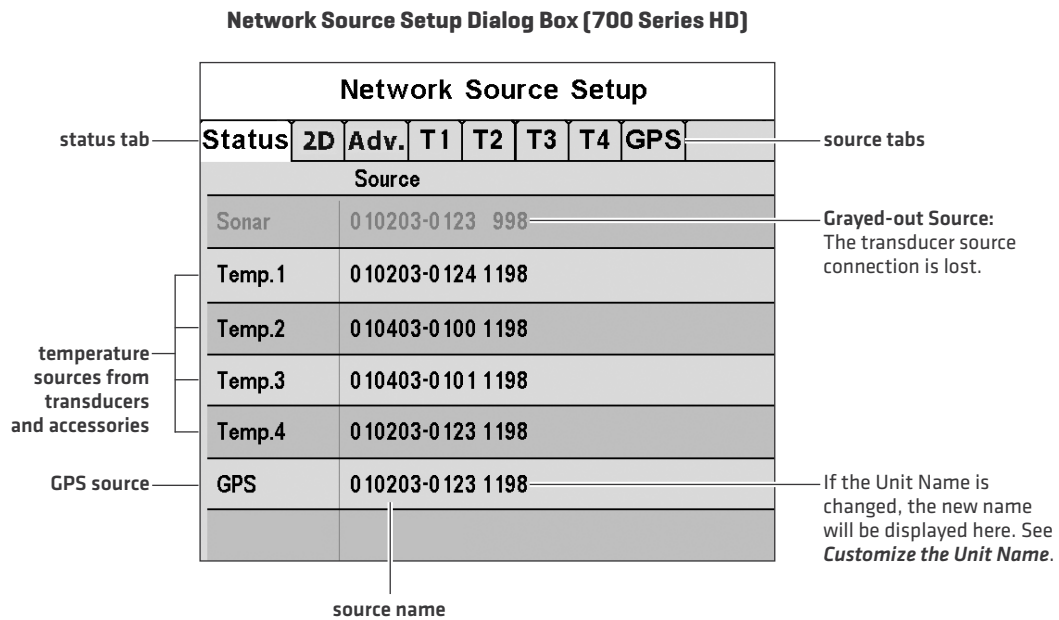 Network Source Setup Dialog Box (700 Series HD)
Network Source Setup
status tab
Status 2D Adv. T1 T2 T3 T4 GPS
source tabs
Source
Sonar 010203-0123 998
Grayed-out Source:
The transducer source
connection is lost.
Temp.1 010203-0124 1198
Temp.2 010403-0100 1198
temperature
sources from
transducers
and accessories
Temp.3 010403-0101 1198
Temp.4 010203-0123 1198
GPS source
GPS 010203-0123 1198
If the Unit Name is
changed, the new name
will be displayed here. See
Customize the Unit Name.
source name